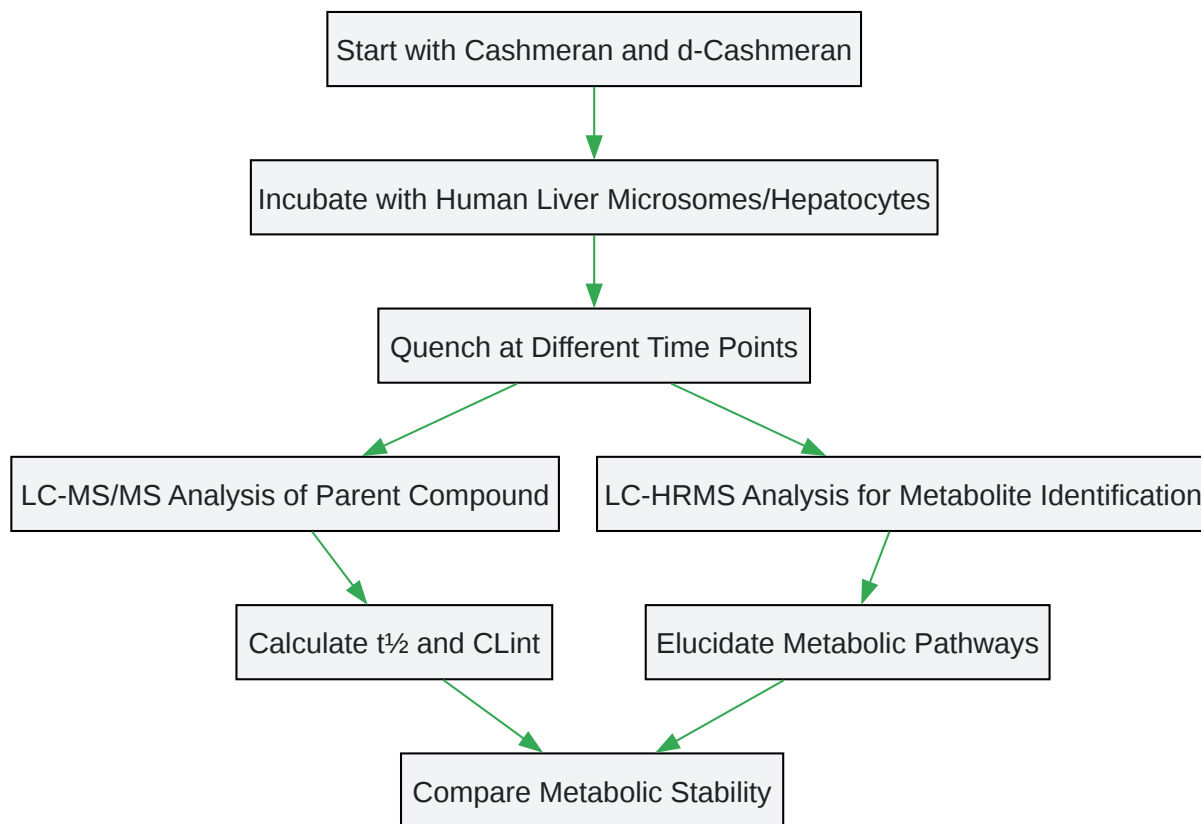 Start with Cashmeran and d-Cashmeran
Incubate with Human Liver Microsomes/Hepatocytes
Quench at Different Time Points
LC-MS/MS Analysis of Parent Compound
LC-HRMS Analysis for Metabolite Identification
Calculate t½ and CLint
Elucidate Metabolic Pathways
Compare Metabolic Stability